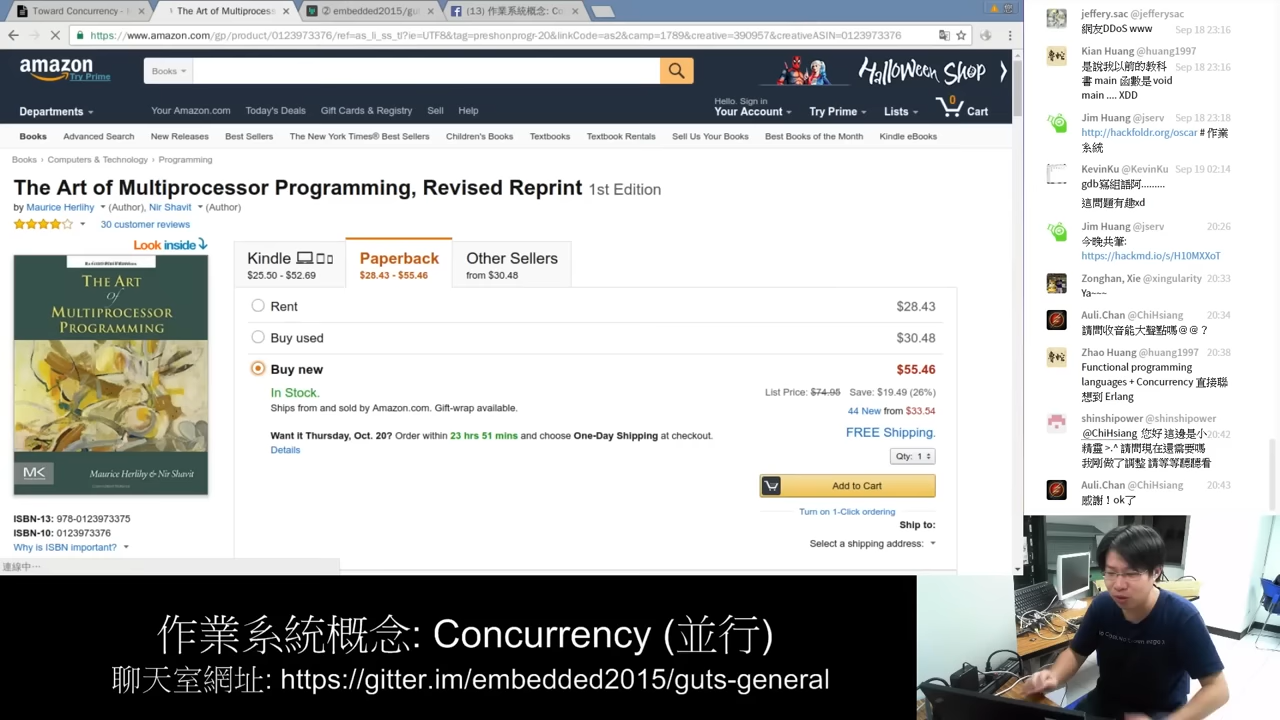 Toward Concurrency -
The Art of Multiprocess
② embedded2015/gut
(13) 作業系統概念: Co
https://www.amazon.com/gp/product/0123973376/ref=as_li_ss_tl?ie=UTF8&tag=preshonprogr-20&linkCode=as2&camp=1789&creative=390957&creativeASIN=0123973376
amazon
Try Prime
Books
Halloween Shop
Departments
Your Amazon.com
Today's Deals
Gift Cards & Registry
Sell
Help
Hello. Sign in
Your Account
Try Prime
Lists
0
Cart
Books
Advanced Search
New Releases
Best Sellers
The New York Times® Best Sellers
Children's Books
Textbooks
Textbook Rentals
Sell Us Your Books
Best Books of the Month
Kindle eBooks
Books › Computers & Technology › Programming
The Art of Multiprocessor Programming, Revised Reprint 1st Edition
by Maurice Herlihy (Author), Nir Shavit (Author)
30 customer reviews
Look inside
THE ART
of
MULTIPROCESSOR
PROGRAMMING
MK
Maurice Herlihy & Nir Shavit
ISBN-13: 978-0123973375
ISBN-10: 0123973376
Why is ISBN important?
連線中…
Kindle
$25.50 - $52.69
Paperback
$28.43 - $55.46
Other Sellers
from $30.48
Rent
$28.43
Buy used
$30.48
Buy new
$55.46
In Stock.
List Price: $74.95 Save: $19.49 (26%)
Ships from and sold by Amazon.com. Gift-wrap available.
44 New from $33.54
FREE Shipping.
Want it Thursday, Oct. 20? Order within 23 hrs 51 mins and choose One-Day Shipping at checkout.
Details
Qty: 1
Add to Cart
Turn on 1-Click ordering
Ship to:
Select a shipping address:
jeffery.sac @jefferysac
網友DDoS www
Sep 18 23:16
Kian Huang @huang1997
是說我以前的教科
Sep 18 23:16
書 main 函數是 void
main .... XDD
Jim Huang @jserv
Sep 18 23:18
http://hackfoldr.org/oscar # 作業
系統
KevinKu @KevinKu
Sep 19 02:14
gdb寫組語阿.........
這問題有趣xd
Jim Huang @jserv
20:26
今晚共筆:
https://hackmd.io/s/H10MXXoT
Zonghan, Xie @xingularity
20:33
Ya~~~
Auli.Chan @ChiHsiang
20:34
請問收音能大聲點嗎＠＠？
Zhao Huang @huang1997
20:38
Functional programming
languages + Concurrency 直接聯
想到 Erlang
shinshipower @shinshipower
@ChiHsiang 您好 這邊是小
20:42
精靈 >.^ 請問現在還需要嗎
我剛做了調整 請等等聽聽看
Auli.Chan @ChiHsiang
20:43
感謝！ok了
作業系統概念: Concurrency (並行)
聊天室網址: https://gitter.im/embedded2015/guts-general